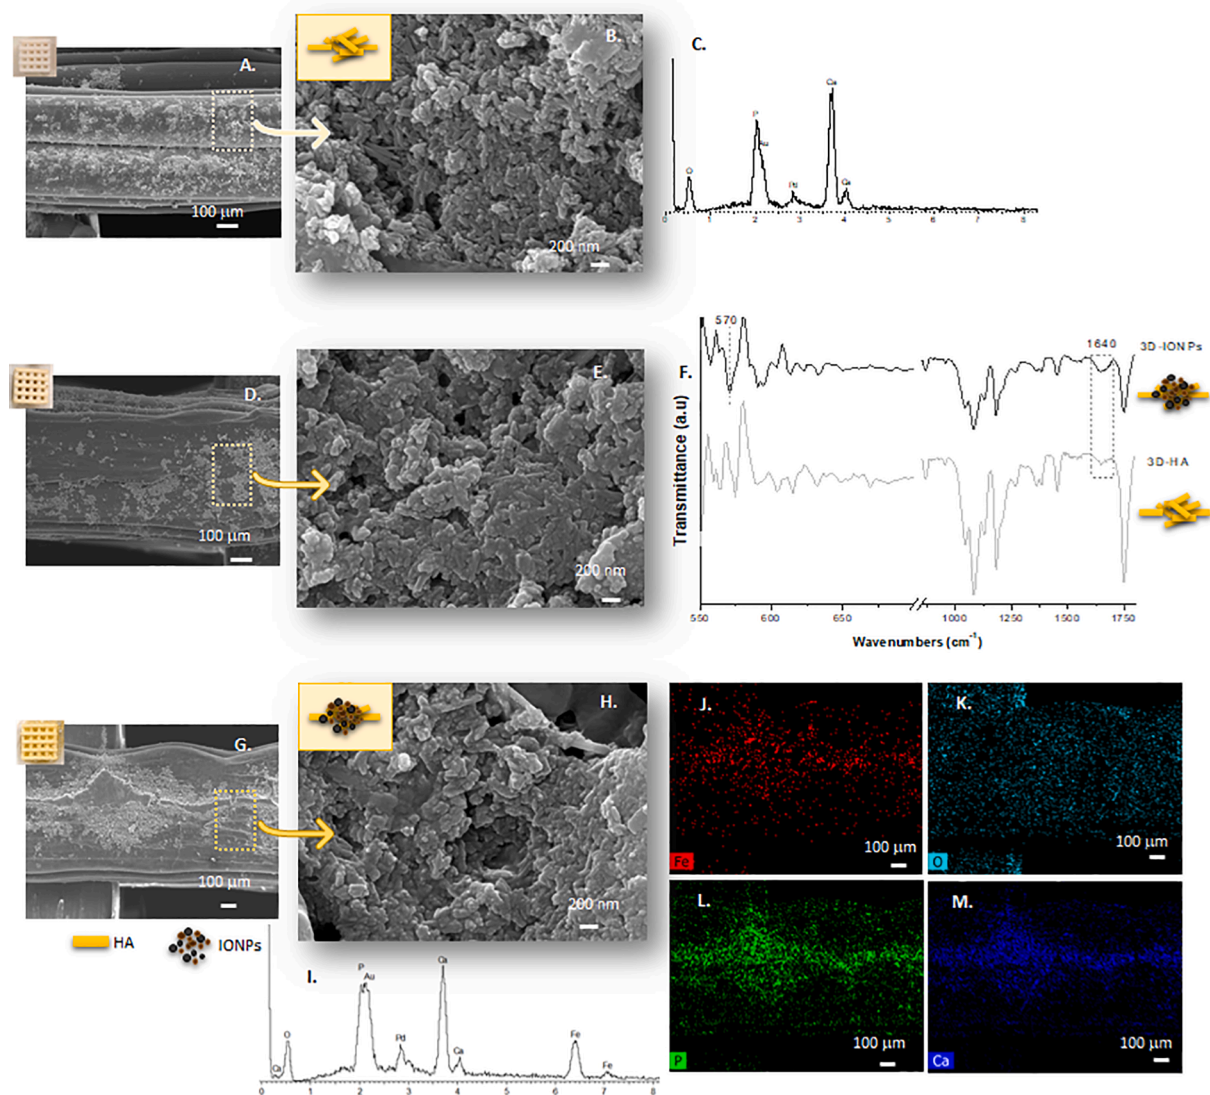 A.
100 µm
B.
200 nm
C.
O
P
Au
Pd
Ca
Ca
0 1 2 3 4 5 6 7 8
D.
100 µm
E.
200 nm
F.
570
1640
3D-IONPs
3D-HA
Transmittance (a.u)
550 600 650 1000 1250 1500 1750
Wavenumbers (cm-1)
G.
100 µm
H.
200 nm
HA
IONPs
I.
Ca
O
P
Au
Pd
Ca
Ca
Fe
Fe
0 1 2 3 4 5 6 7 8
J.
100 µm
Fe
K.
100 µm
O
L.
100 µm
P
M.
100 µm
Ca